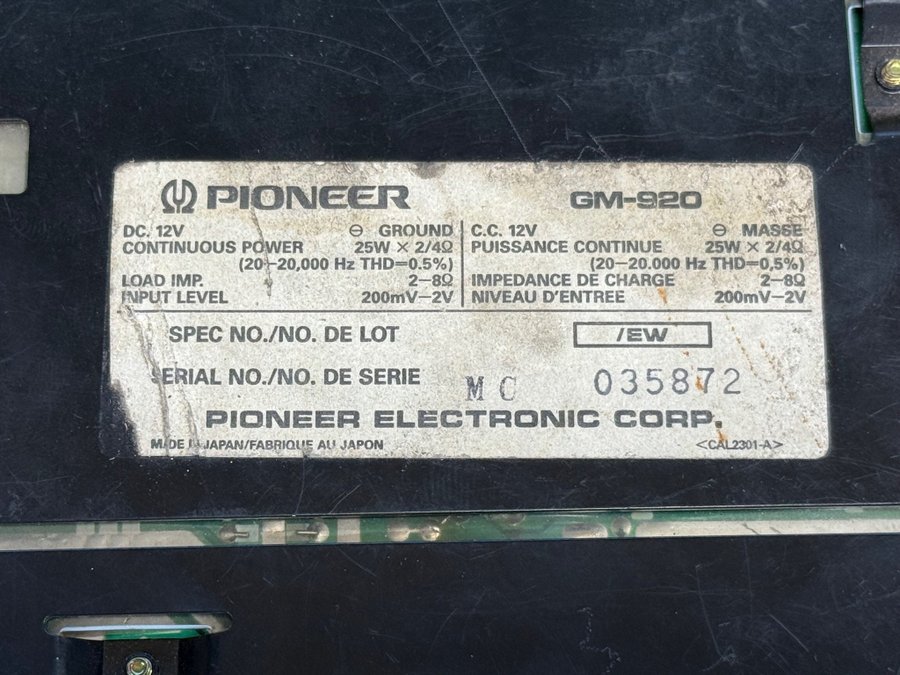 PIONEER GM-920
DC. 12V ⊖ GROUND
CONTINUOUS POWER 25W × 2/4Ω
(20–20,000 Hz THD=0.5%)
LOAD IMP. 2–8Ω
INPUT LEVEL 200mV–2V
C.C. 12V ⊖ MASSE
PUISSANCE CONTINUE 25W × 2/4Ω
(20–20.000 Hz THD=0,5%)
IMPEDANCE DE CHARGE 2–8Ω
NIVEAU D'ENTREE 200mV–2V
SPEC NO./NO. DE LOT /EW
SERIAL NO./NO. DE SERIE MC 035872
PIONEER ELECTRONIC CORP.
MADE IN JAPAN/FABRIQUE AU JAPON <CAL2301-A>